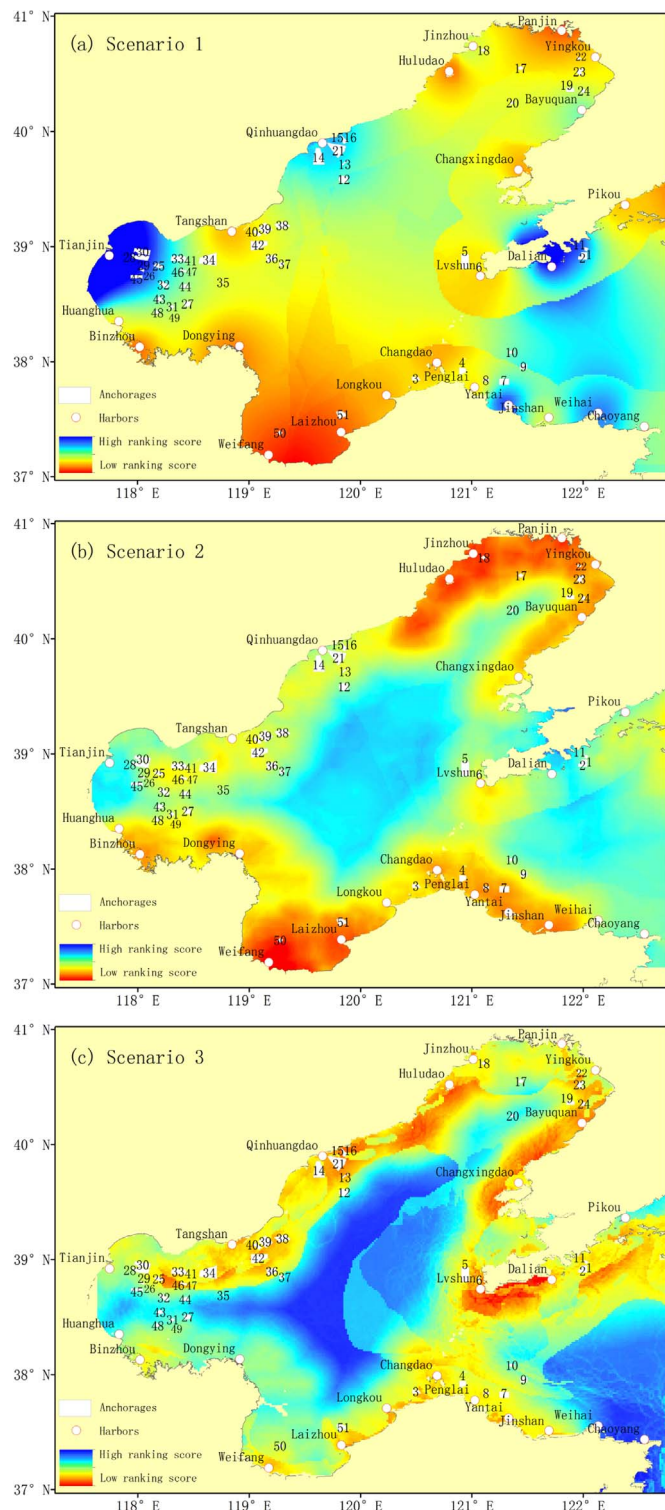 41° N
(a) Scenario 1
Panjin
Jinzhou
18
Yingkou
22
Huludao
17
23
19
24
20
Bayuquan
40° N
Qinhuangdao
1516
21
14
13
12
Changxingdao
Pikou
Tangshan
40 39 38
42
39° N
Tianjin
30
33 41 34
36
37
5
Lvshun
6
Dalian
11
2 1
28
29 25
46 47
45 26
32 44
35
43
27
Huanghua
48 31
39
Binzhou
Dongying
38° N
Changdao
4
10
9
3
Penglai
8 7
Yantai
Longkou
Jinshan
Weihai
Chaoyang
Laizhou
51
50
Weifang
Anchorages
Harbors
High ranking score
Low ranking score
37° N
118° E 119° E 120° E 121° E 122° E
41° N
(b) Scenario 2
Panjin
Jinzhou
18
Yingkou
22
Huludao
17
23
19
24
20
Bayuquan
40° N
Qinhuangdao
1516
21
14
13
12
Changxingdao
Pikou
Tangshan
40 39 38
42
39° N
Tianjin
28 30
33 41 34
36
37
5
Lvshun
6
Dalian
11
2 1
29 25
46 47
45 26
32 44
35
43
27
Huanghua
48 31
39
Binzhou
Dongying
38° N
Changdao
4
10
9
3
Penglai
8 7
Yantai
Longkou
Jinshan
Weihai
Chaoyang
Laizhou
51
50
Weifang
Anchorages
Harbors
High ranking score
Low ranking score
37° N
118° E 119° E 120° E 121° E 122° E
41° N
(c) Scenario 3
Panjin
Jinzhou
18
Yingkou
22
Huludao
17
23
19
24
20
Bayuquan
40° N
Qinhuangdao
1516
21
14
13
12
Changxingdao
Pikou
Tangshan
40 39 38
42
39° N
Tianjin
28 30
33 41 34
36
37
5
Lvshun
6
Dalian
11
2 1
29 25
46 47
45 26
32 44
35
43
27
Huanghua
48 31
49
Binzhou
Dongying
38° N
Changdao
4
10
9
3
Penglai
8 7
Yantai
Longkou
Jinshan
Weihai
Chaoyang
Laizhou
51
50
Weifang
Anchorages
Harbors
High ranking score
Low ranking score
37° N
118° E 119° E 120° E 121° E 122° E